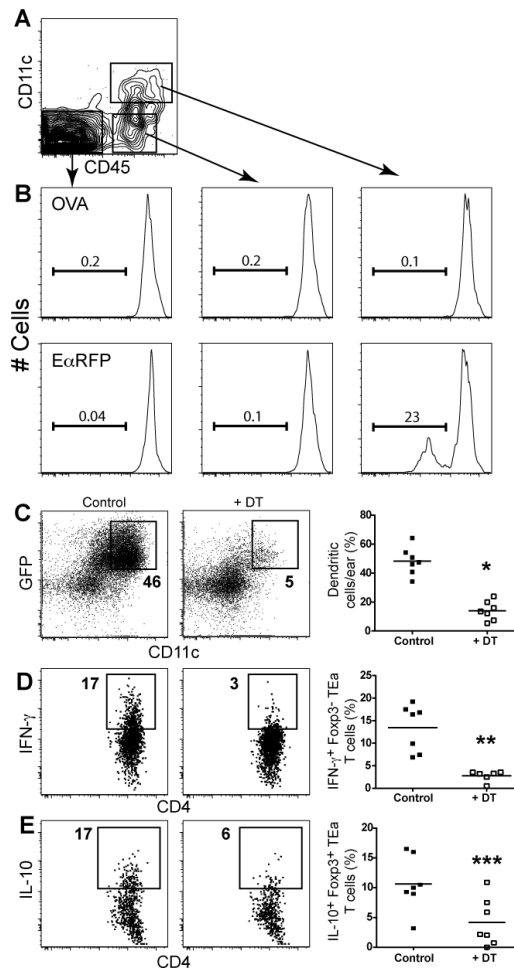 A
CD11c
CD45
B
OVA
0.2
0.2
0.1
# Cells
EαRFP
0.04
0.1
23
C
Control
+ DT
GFP
46
5
CD11c
Dendritic
cells/ear (%)
80
60
40
20
0
*
Control
+ DT
D
17
3
IFN-γ
CD4
IFN-γ+ Foxp3- TEa
T cells (%)
25
20
15
10
5
0
**
Control
+ DT
E
17
6
IL-10
CD4
IL-10+ Foxp3+ TEa
T cells (%)
20
15
10
5
0
***
Control
+ DT